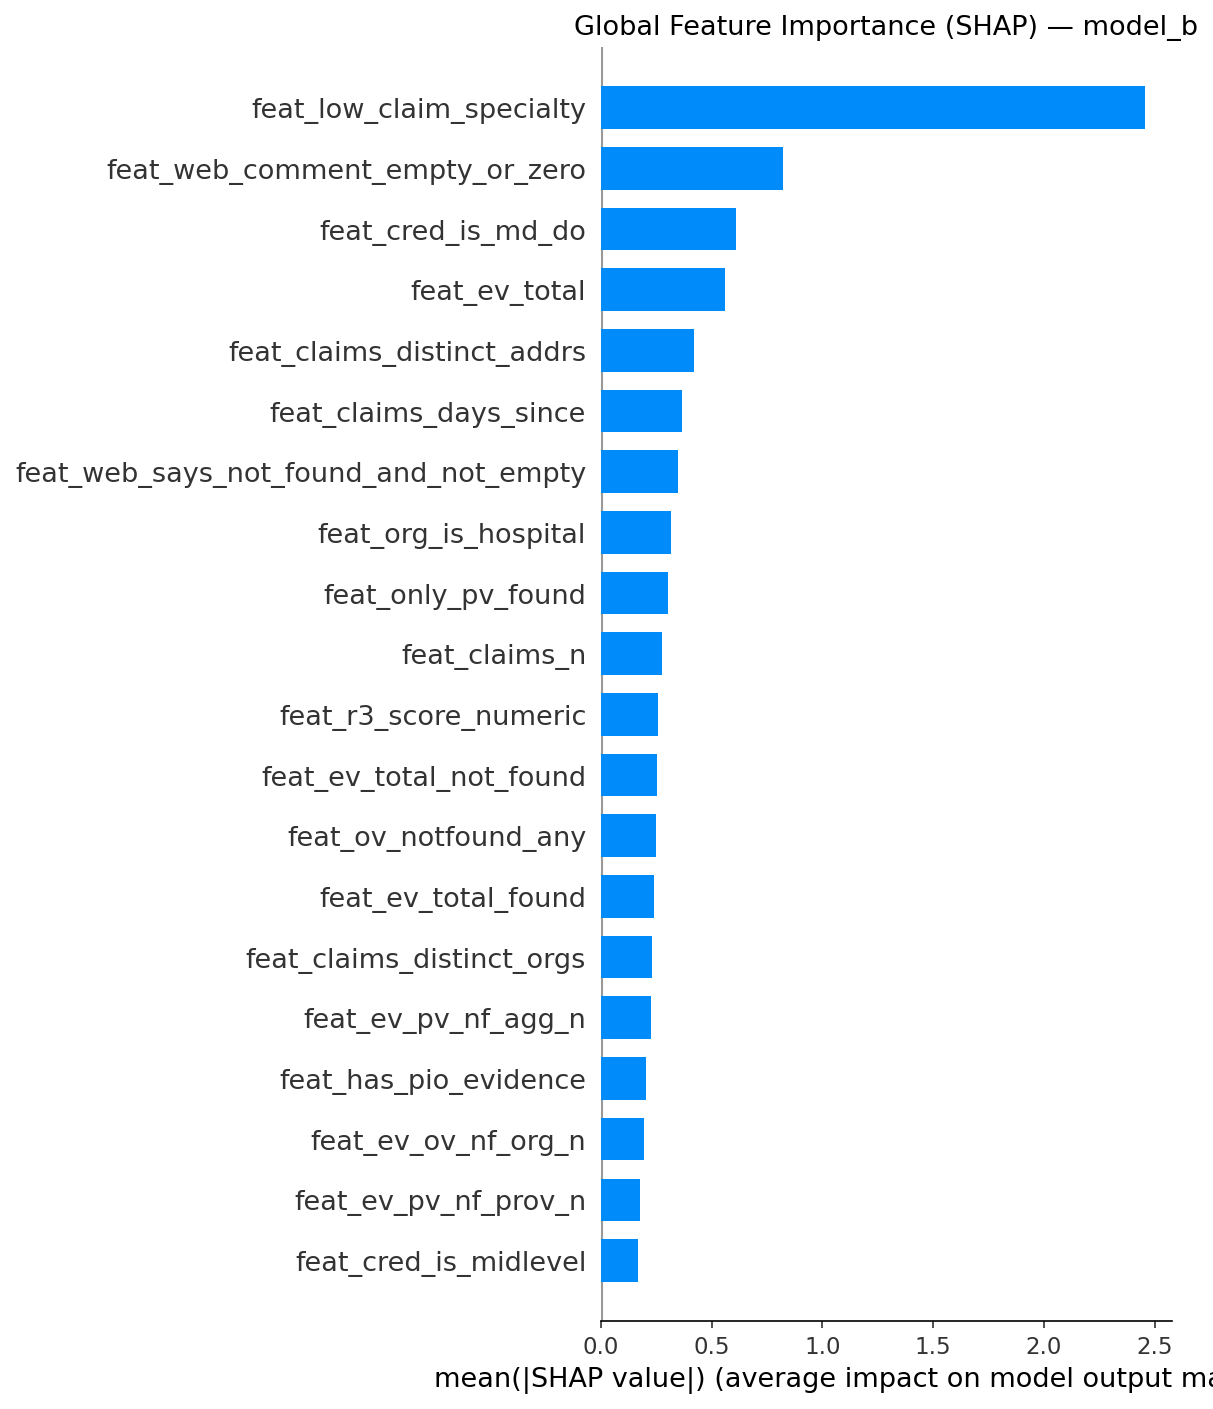 Global Feature Importance (SHAP) — model_b
feat_low_claim_specialty
feat_web_comment_empty_or_zero
feat_cred_is_md_do
feat_ev_total
feat_claims_distinct_addrs
feat_claims_days_since
feat_web_says_not_found_and_not_empty
feat_org_is_hospital
feat_only_pv_found
feat_claims_n
feat_r3_score_numeric
feat_ev_total_not_found
feat_ov_notfound_any
feat_ev_total_found
feat_claims_distinct_orgs
feat_ev_pv_nf_agg_n
feat_has_pio_evidence
feat_ev_ov_nf_org_n
feat_ev_pv_nf_prov_n
feat_cred_is_midlevel
0.0 0.5 1.0 1.5 2.0 2.5
mean(|SHAP value|) (average impact on model output